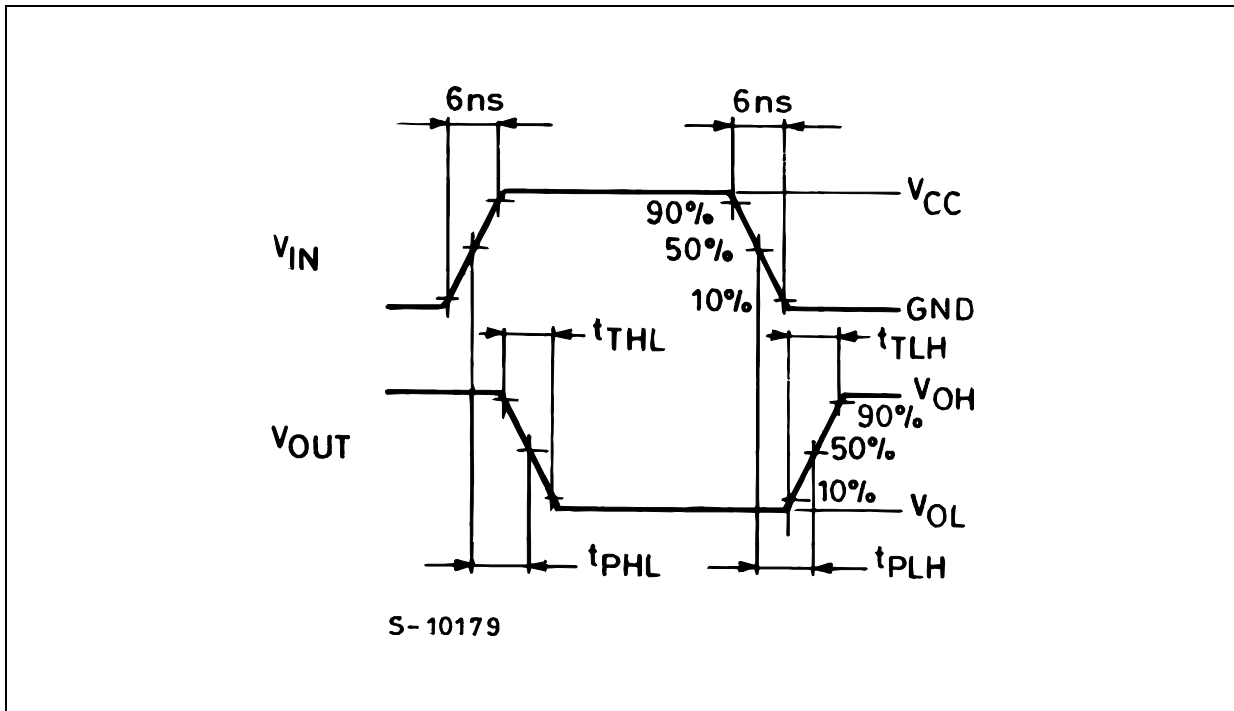 6ns 6ns
VCC
90%
VIN 50%
10% GND
tTHL tTLH
VOH
90%
VOUT 50%
10% VOL
tPHL tPLH
S-10179